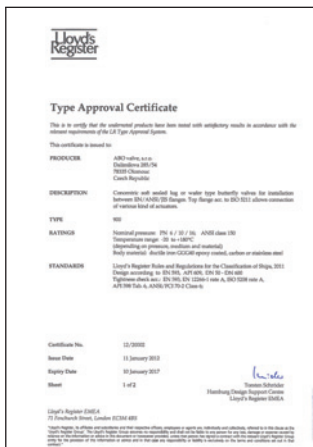 Lloyd's
Register
Type Approval Certificate
This is to certify that the undernoted products have been tested with satisfactory results in accordance with the
relevant requirements of the LR Type Approval System.
This certificate is issued to:
PRODUCER ABO valve, s.r.o.
Dalimilova 285/54
78335 Olomouc
Czech Republic
DESCRIPTION Concentric soft seated lug or wafer type butterfly valves for installation
between EN/ANSI/JIS flanges. Top flange acc. to ISO 5211 allows connection
of various kind of actuators.
TYPE 900
RATINGS Nominal pressure: PN 6 / 10 / 16; ANSI class 150
Temperature range:
(depending on pressure, medium and material)
Body material: ductile iron GGG40 epoxy coated, carbon or stainless steel
STANDARDS Lloyd's Register Rules and Regulations for the Classification of Ships, 2011
Design according to EN 593, API 609,
Tightness check acc.: EN 593, EN 12266-1 rate A, ISO 5208 rate A,
API 598 Tab. 6, ANSI/FCI 70-2 Class 6.
Certificate No. 12/20002
Issue Date 11 January 2012
Expiry Date 10 January 2017
Sheet 1 of 2
Torsten Schröder
Hamburg Design Support Centre
Lloyd's Register EMEA
Lloyd's Register EMEA
71 Fenchurch Street, London EC3M 4BS